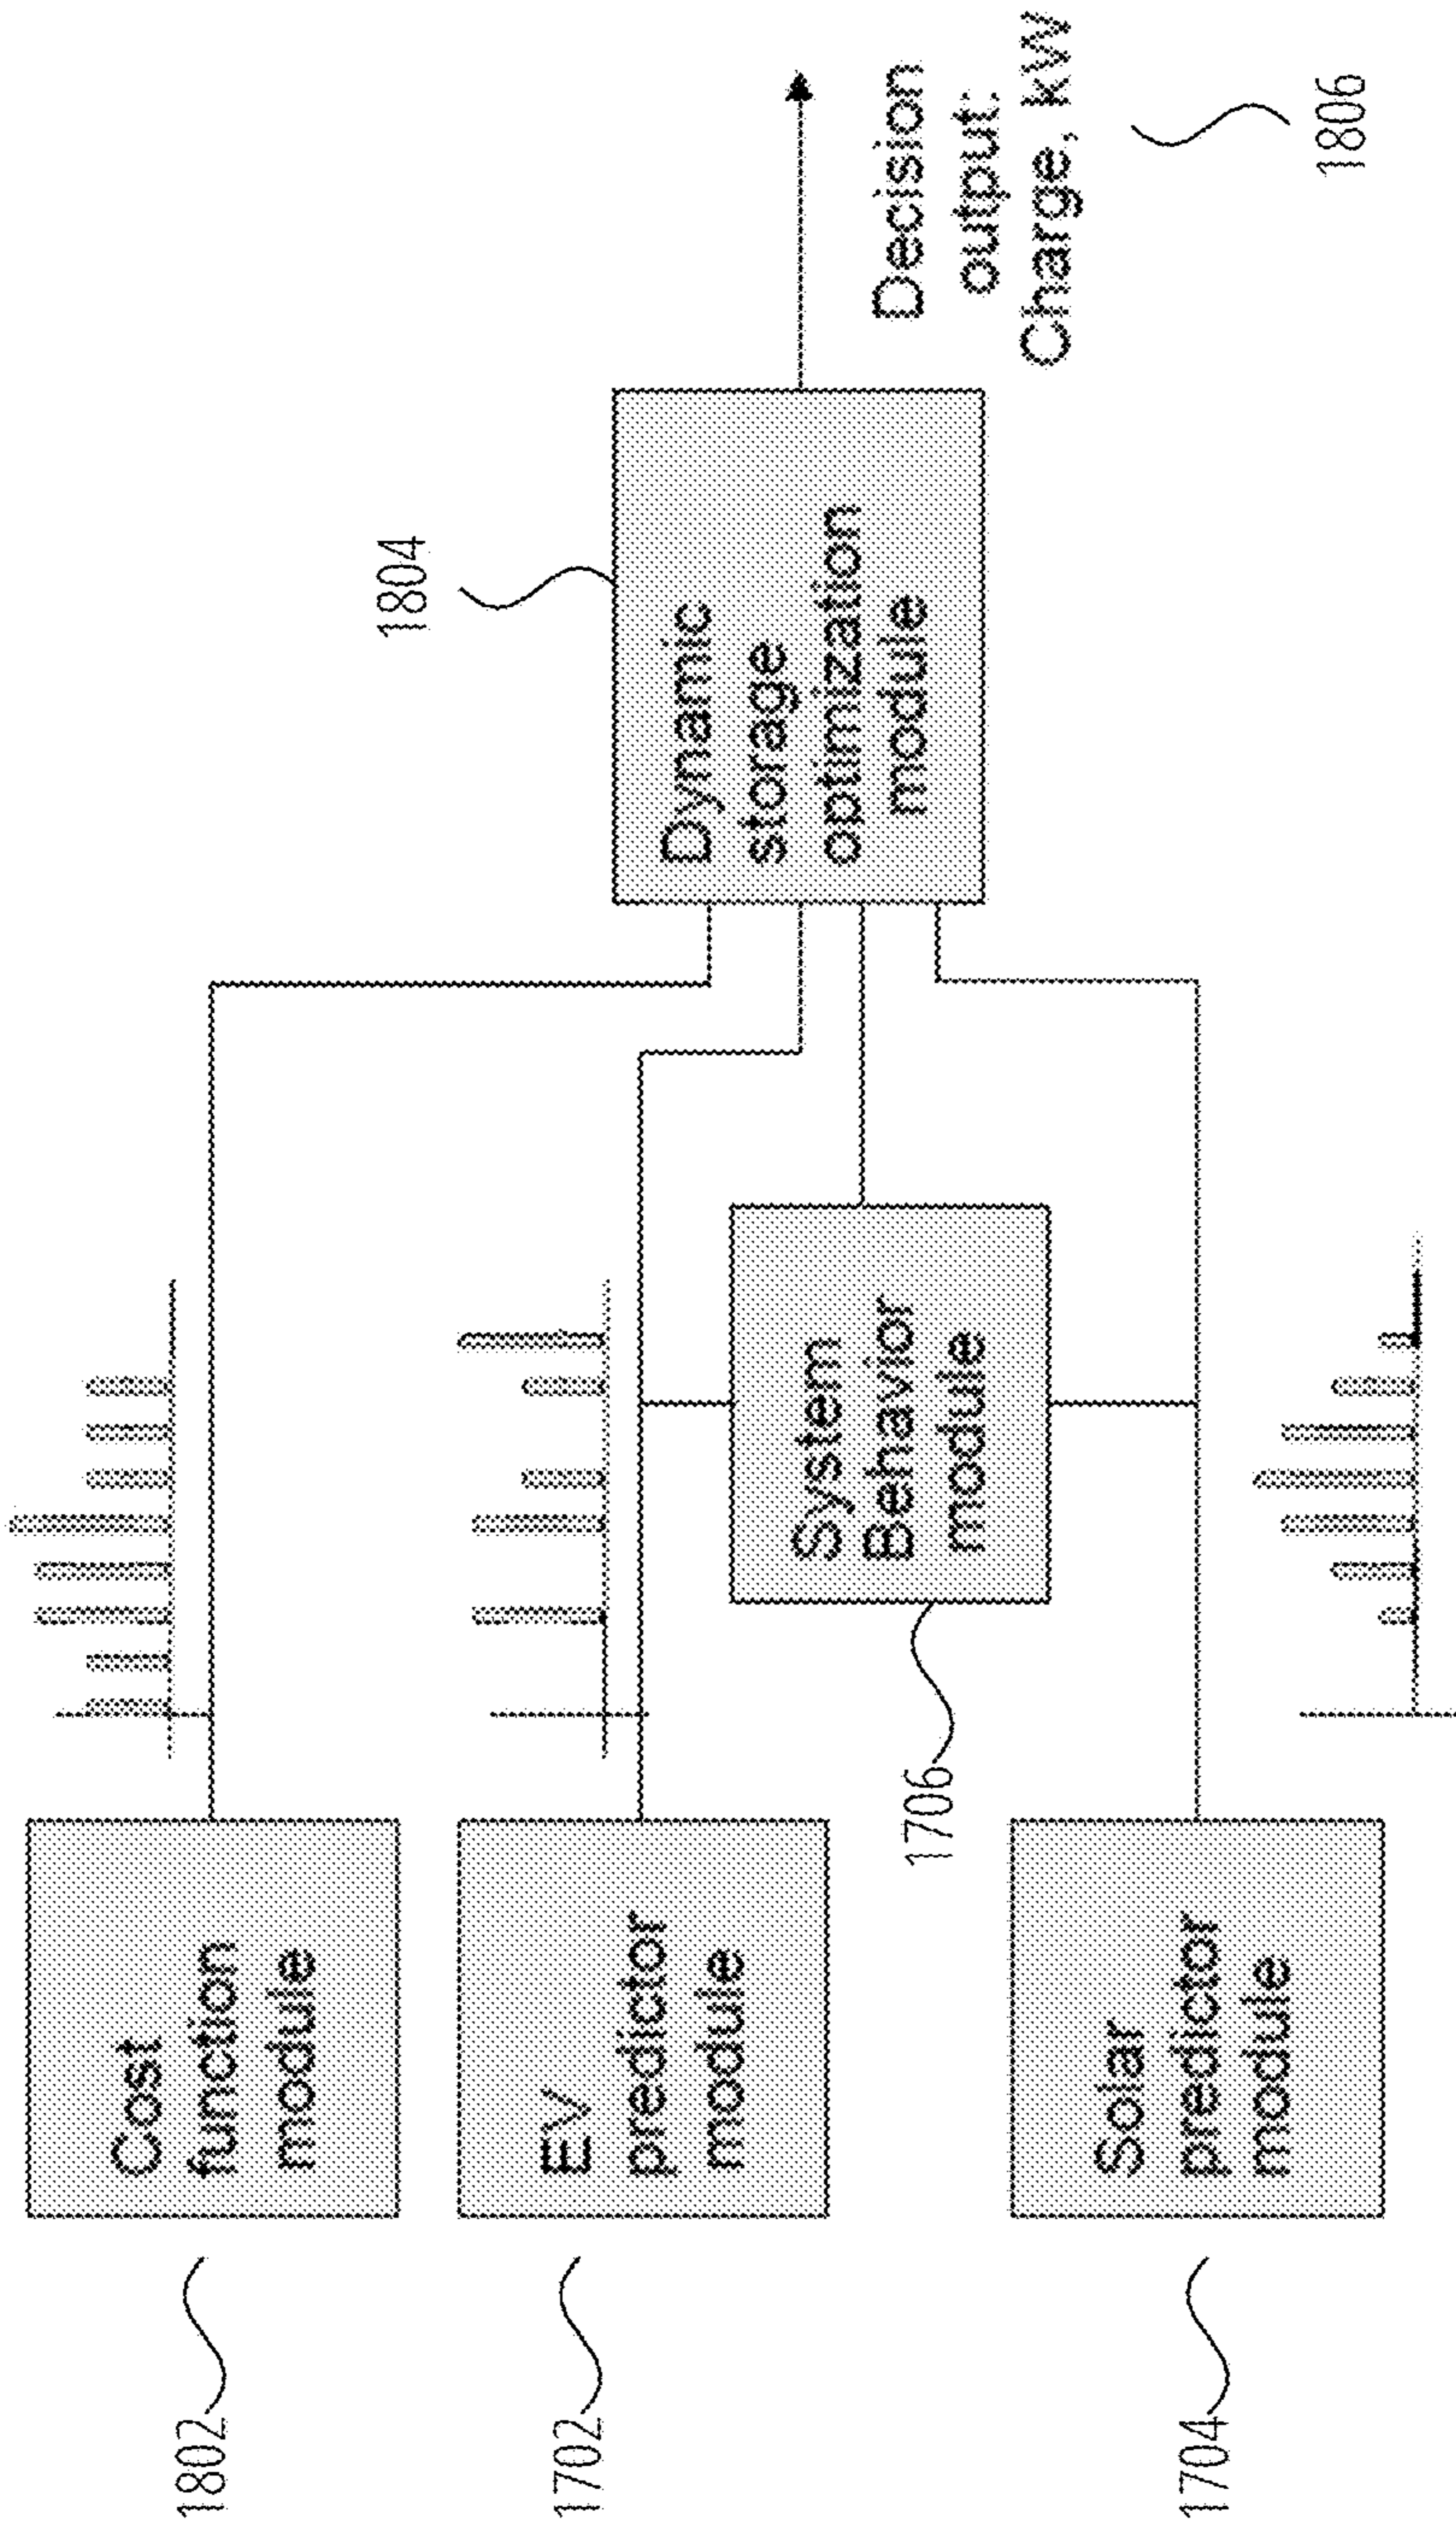 1802
Cost
function
module
1702
EV
predictor
module
1704
Solar
predictor
module
1706
System
Behavior
module
1804
Dynamic
storage
optimization
module
Decision
output:
Charge, kW
1806